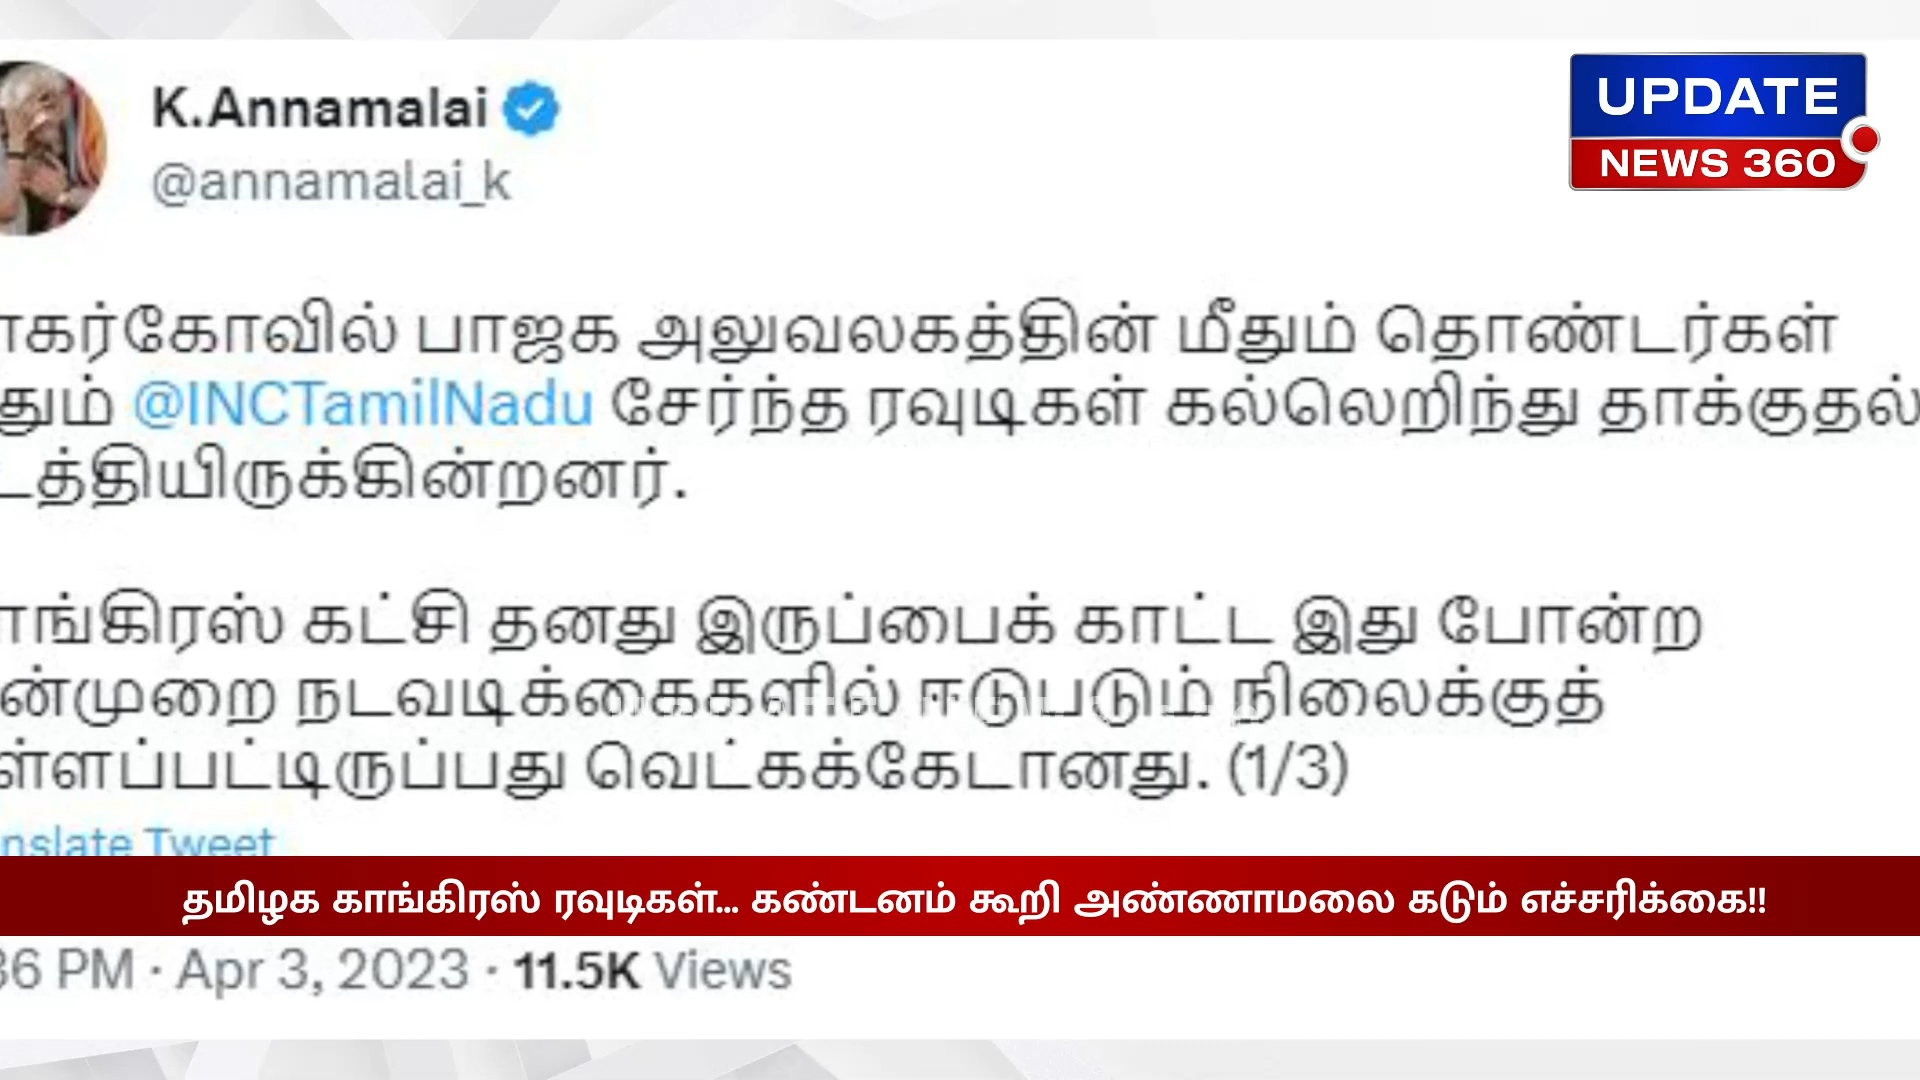 K.Annamalai
UPDATE
NEWS 360
@annamalai_k
ாகர்கோவில் பாஜக அலுவலகத்தின் மீதும் தொண்டர்கள்
தும் @INCTamilNadu சேர்ந்த ரவுடிகள் கல்லெறிந்து தாக்குதல்
டத்தியிருக்கின்றனர்.
ாங்கிரஸ் கட்சி தனது இருப்பைக் காட்ட இது போன்ற
ன்முறை நடவடிக்கைகளில் ஈடுபடும் நிலைக்குத்
ள்ளப்பட்டிருப்பது வெட்கக்கேடானது. (1/3)
nslate Tweet
தமிழக காங்கிரஸ் ரவுடிகள்... கண்டனம் கூறி அண்ணாமலை கடும் எச்சரிக்கை!!
36 PM · Apr 3, 2023 · 11.5K Views